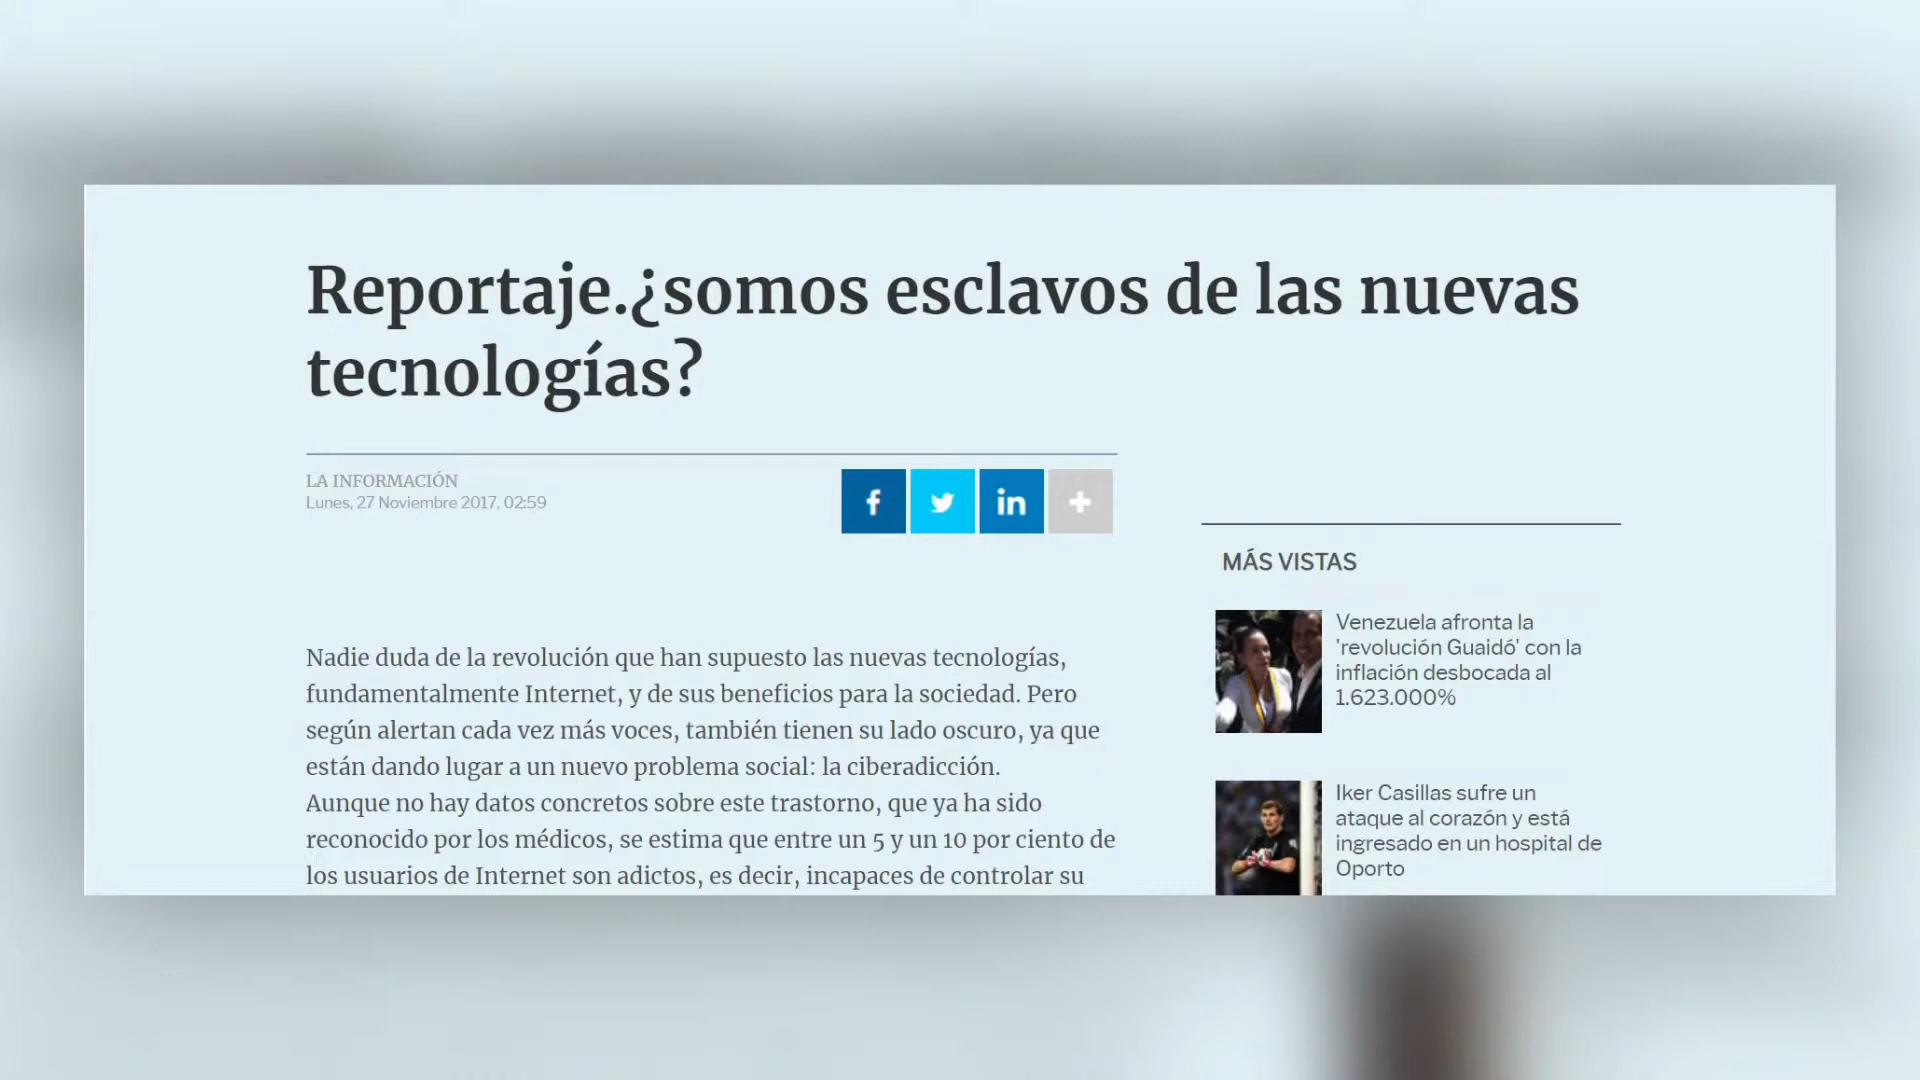 Reportaje.¿somos esclavos de las nuevas
tecnologías?
LA INFORMACIÓN
Lunes, 27 Noviembre 2017, 02:59
f
in
+
Nadie duda de la revolución que han supuesto las nuevas tecnologías,
fundamentalmente Internet, y de sus beneficios para la sociedad. Pero
según alertan cada vez más voces, también tienen su lado oscuro, ya que
están dando lugar a un nuevo problema social: la ciberadicción.
Aunque no hay datos concretos sobre este trastorno, que ya ha sido
reconocido por los médicos, se estima que entre un 5 y un 10 por ciento de
los usuarios de Internet son adictos, es decir, incapaces de controlar su
MÁS VISTAS
Venezuela afronta la
'revolución Guaidó' con la
inflación desbocada al
1.623.000%
Iker Casillas sufre un
ataque al corazón y está
ingresado en un hospital de
Oporto